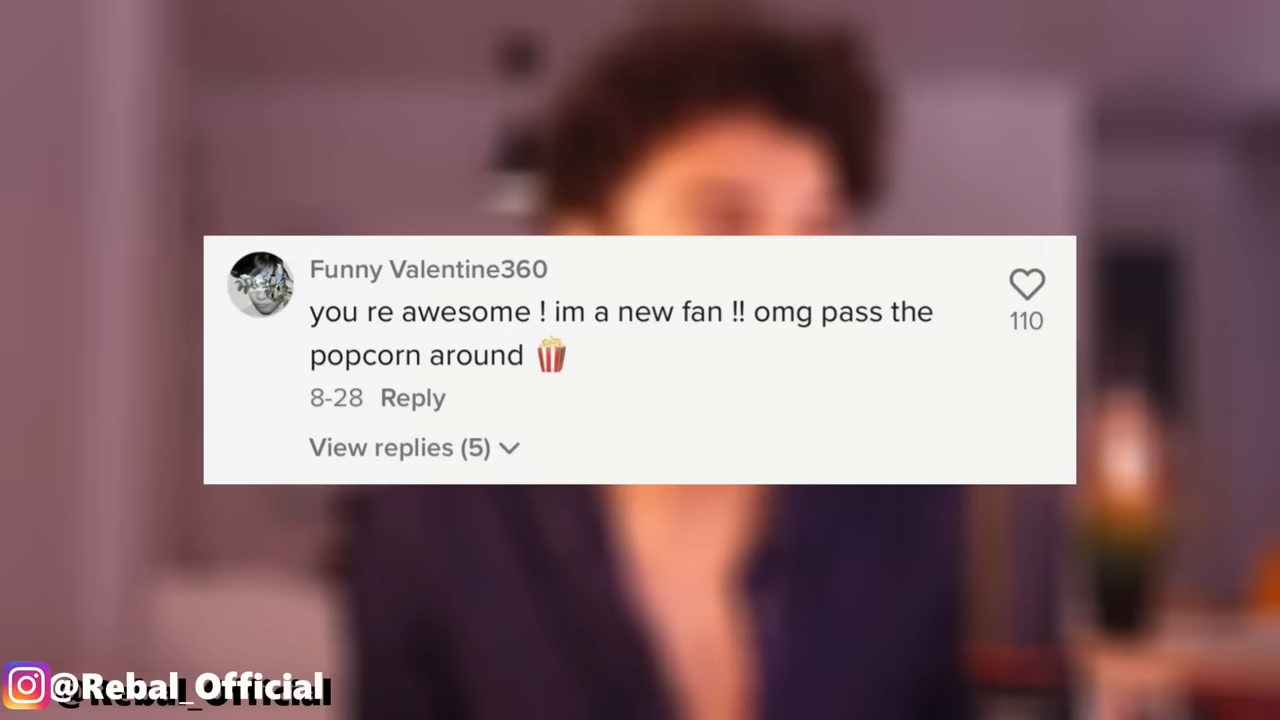 Funny Valentine360
you re awesome ! im a new fan !! omg pass the
popcorn around 🍿
110
8-28 Reply
View replies (5)
@Rebal_Official